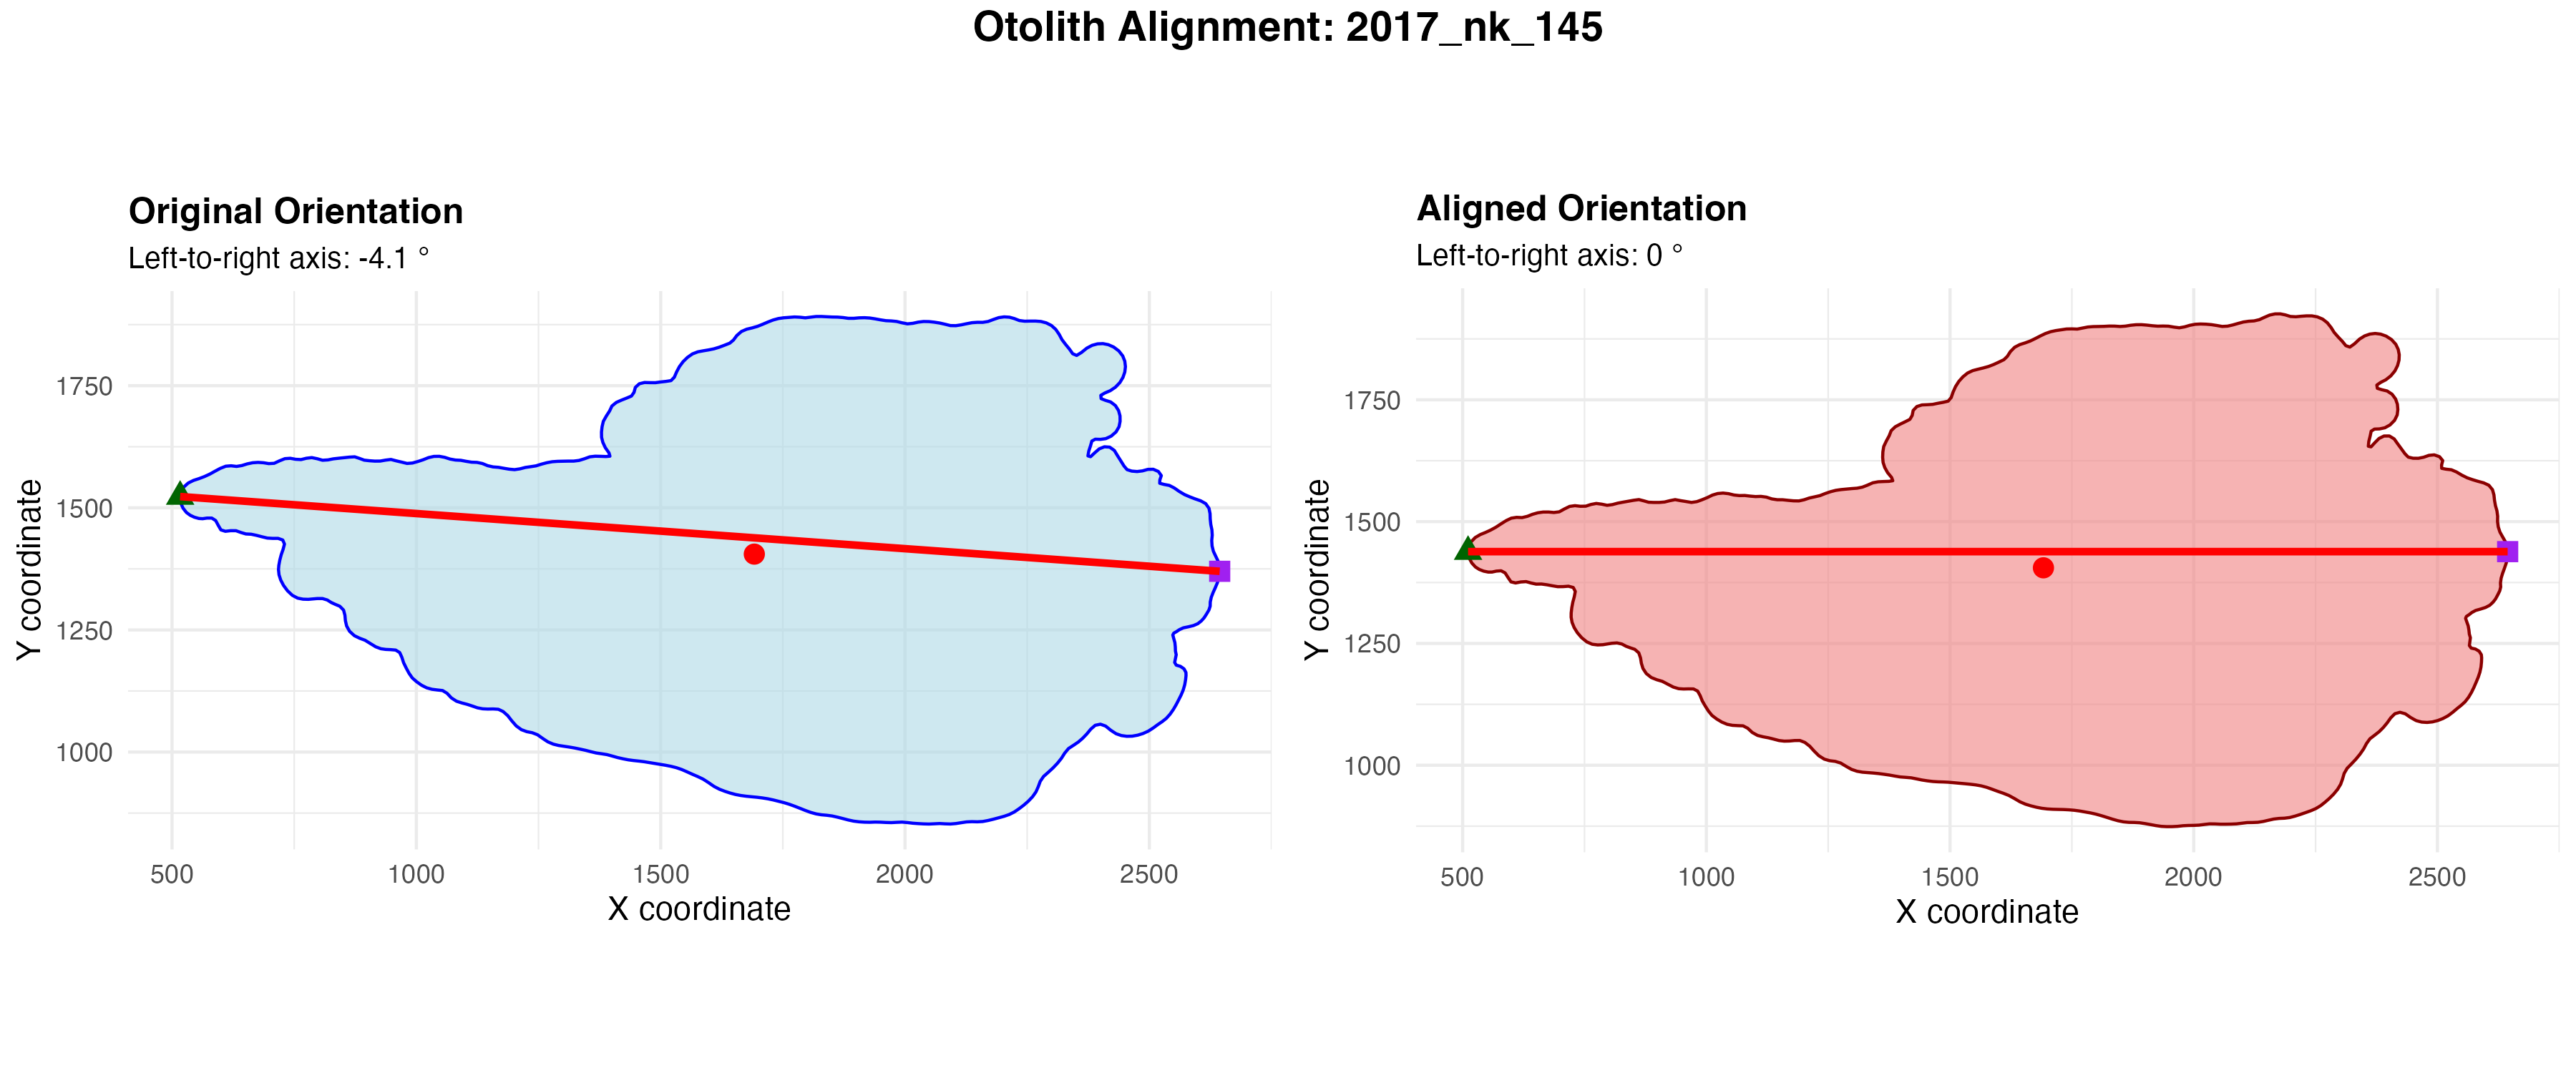 Otolith Alignment: 2017_nk_145
Original Orientation
Left-to-right axis: -4.1 °
Y coordinate
1750
1500
1250
1000
500 1000 1500 2000 2500
X coordinate
Aligned Orientation
Left-to-right axis: 0 °
Y coordinate
1750
1500
1250
1000
500 1000 1500 2000 2500
X coordinate